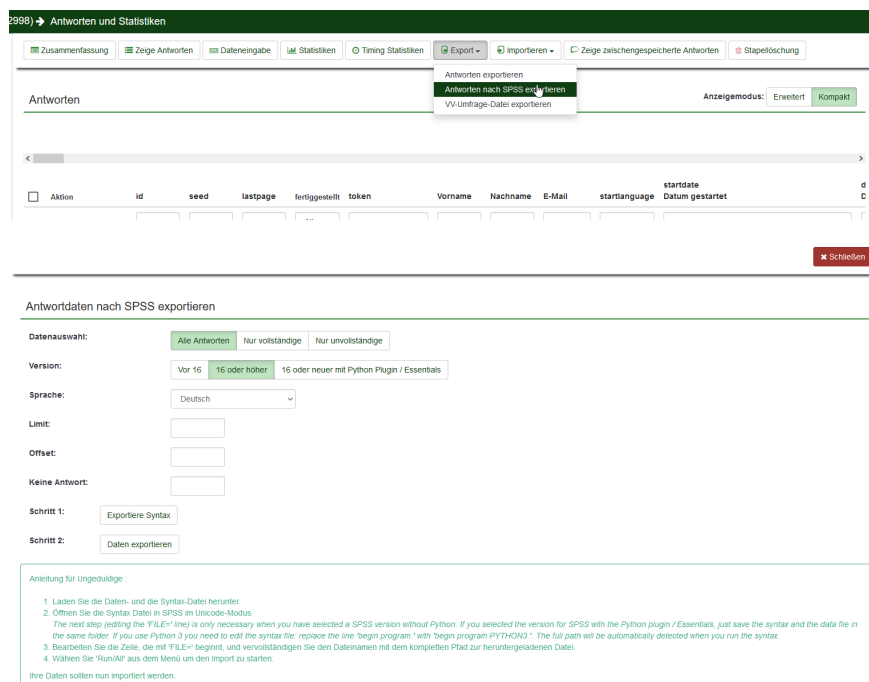 2998) → Antworten und Statistiken
Zusammenfassung Zeige Antworten Dateneingabe Statistiken Timing Statistiken Export Importieren Zeige zwischengespeicherte Antworten Stapellöschung
Antworten exportieren
Antworten nach SPSS exportieren
VV-Umfrage-Datei exportieren
Antworten
Anzeigemodus: Erweitert Kompakt
startdate
Aktion id seed lastpage fertiggestellt token Vorname Nachname E-Mail startlanguage Datum gestartet
Schließen
Antwortdaten nach SPSS exportieren
Datenauswahl: Alle Antworten Nur vollständige Nur unvollständige
Version: Vor 16 16 oder höher 16 oder neuer mit Python Plugin / Essentials
Sprache: Deutsch
Limit:
Offset:
Keine Antwort:
Schritt 1: Exportiere Syntax
Schritt 2: Daten exportieren
Anleitung für Ungeduldige :
1. Laden Sie die Daten- und die Syntax-Datei herunter.
2. Öffnen Sie die Syntax Datei in SPSS im Unicode-Modus.
The next step (editing the 'FILE=' line) is only necessary when you have selected a SPSS version without Python. If you selected the version for SPSS with the Python plugin / Essentials, just save the syntax and the data file in
the same folder. If you use Python 3 you need to edit the syntax file: replace the line 'begin program.' with 'begin program PYTHON3.'. The full path will be automatically detected when you run the syntax.
3. Bearbeiten Sie die Zeile, die mit 'FILE=' beginnt, und vervollständigen Sie den Dateinamen mit dem kompletten Pfad zur heruntergeladenen Datei.
4. Wählen Sie 'Run/All' aus dem Menü um den Import zu starten.
Ihre Daten sollten nun importiert werden.